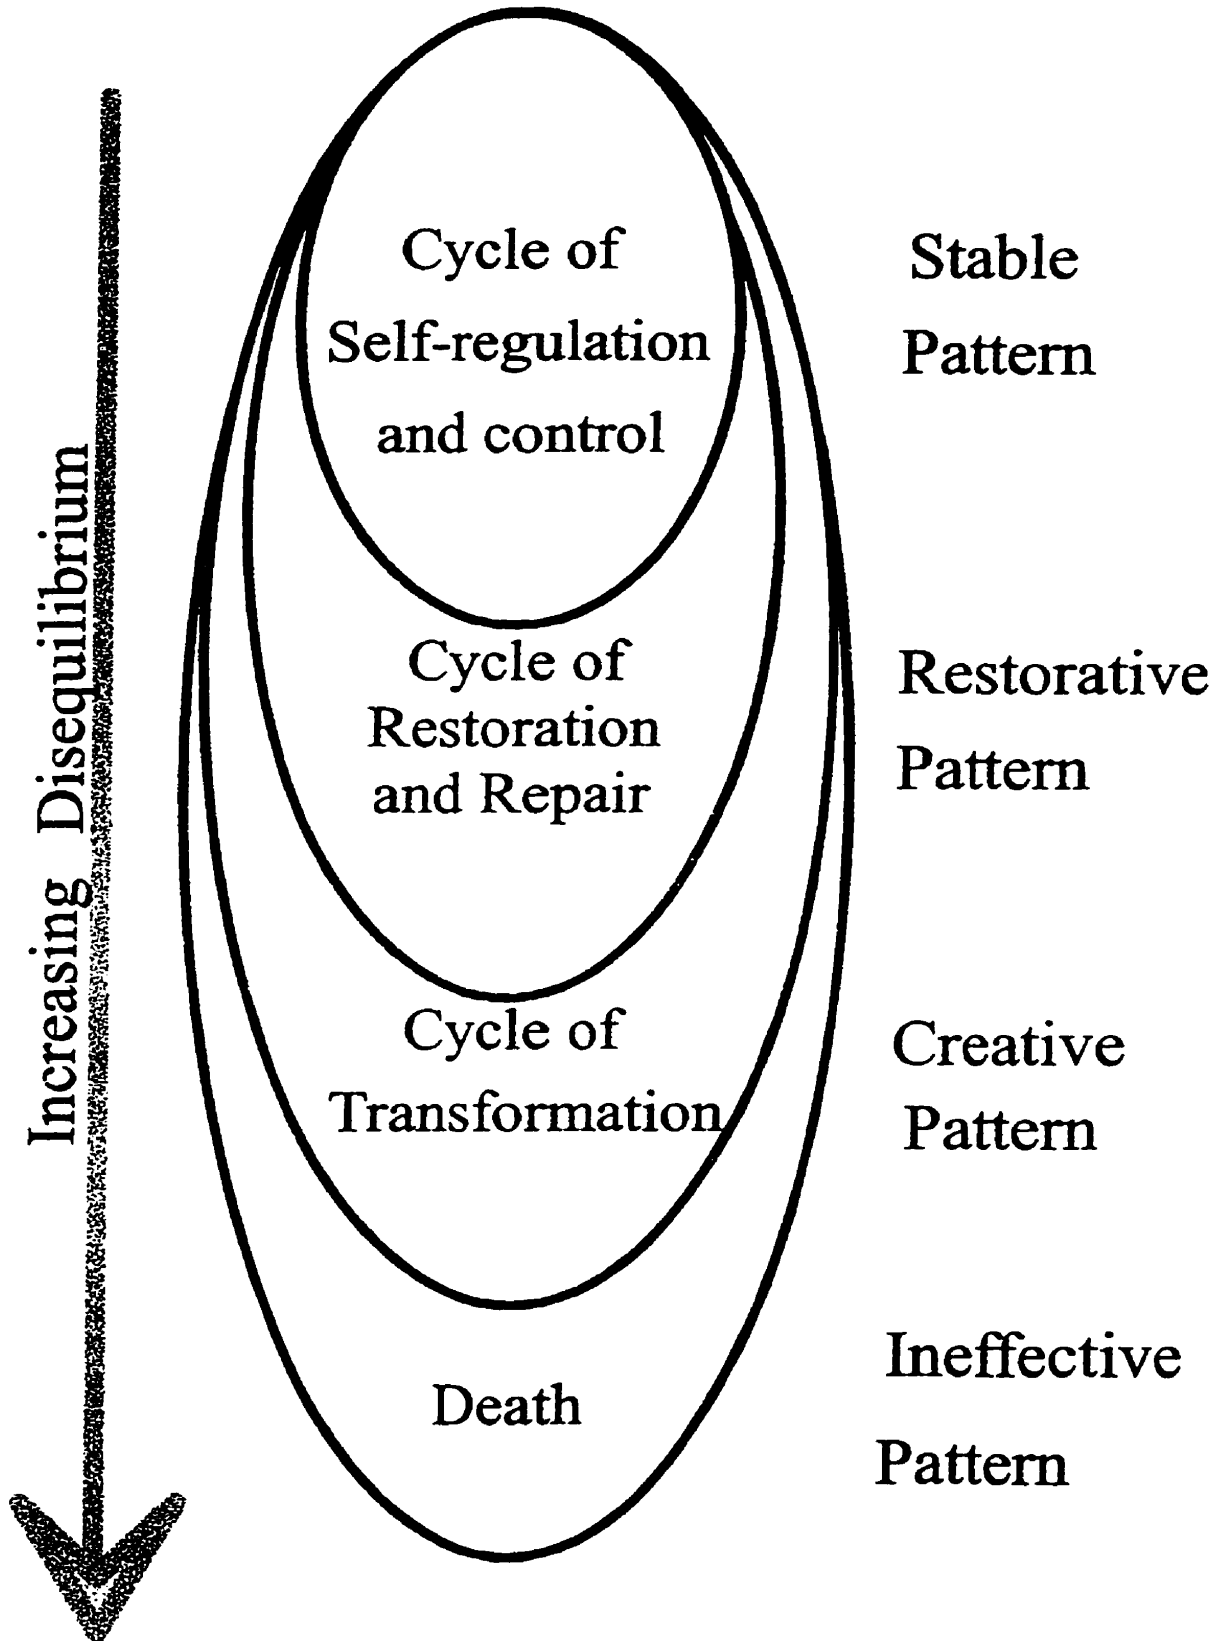 Increasing Disequilibrium
Cycle of
Self-regulation
and control
Stable
Pattern
Cycle of
Restoration
and Repair
Restorative
Pattern
Cycle of
Transformation
Creative
Pattern
Death
Ineffective
Pattern